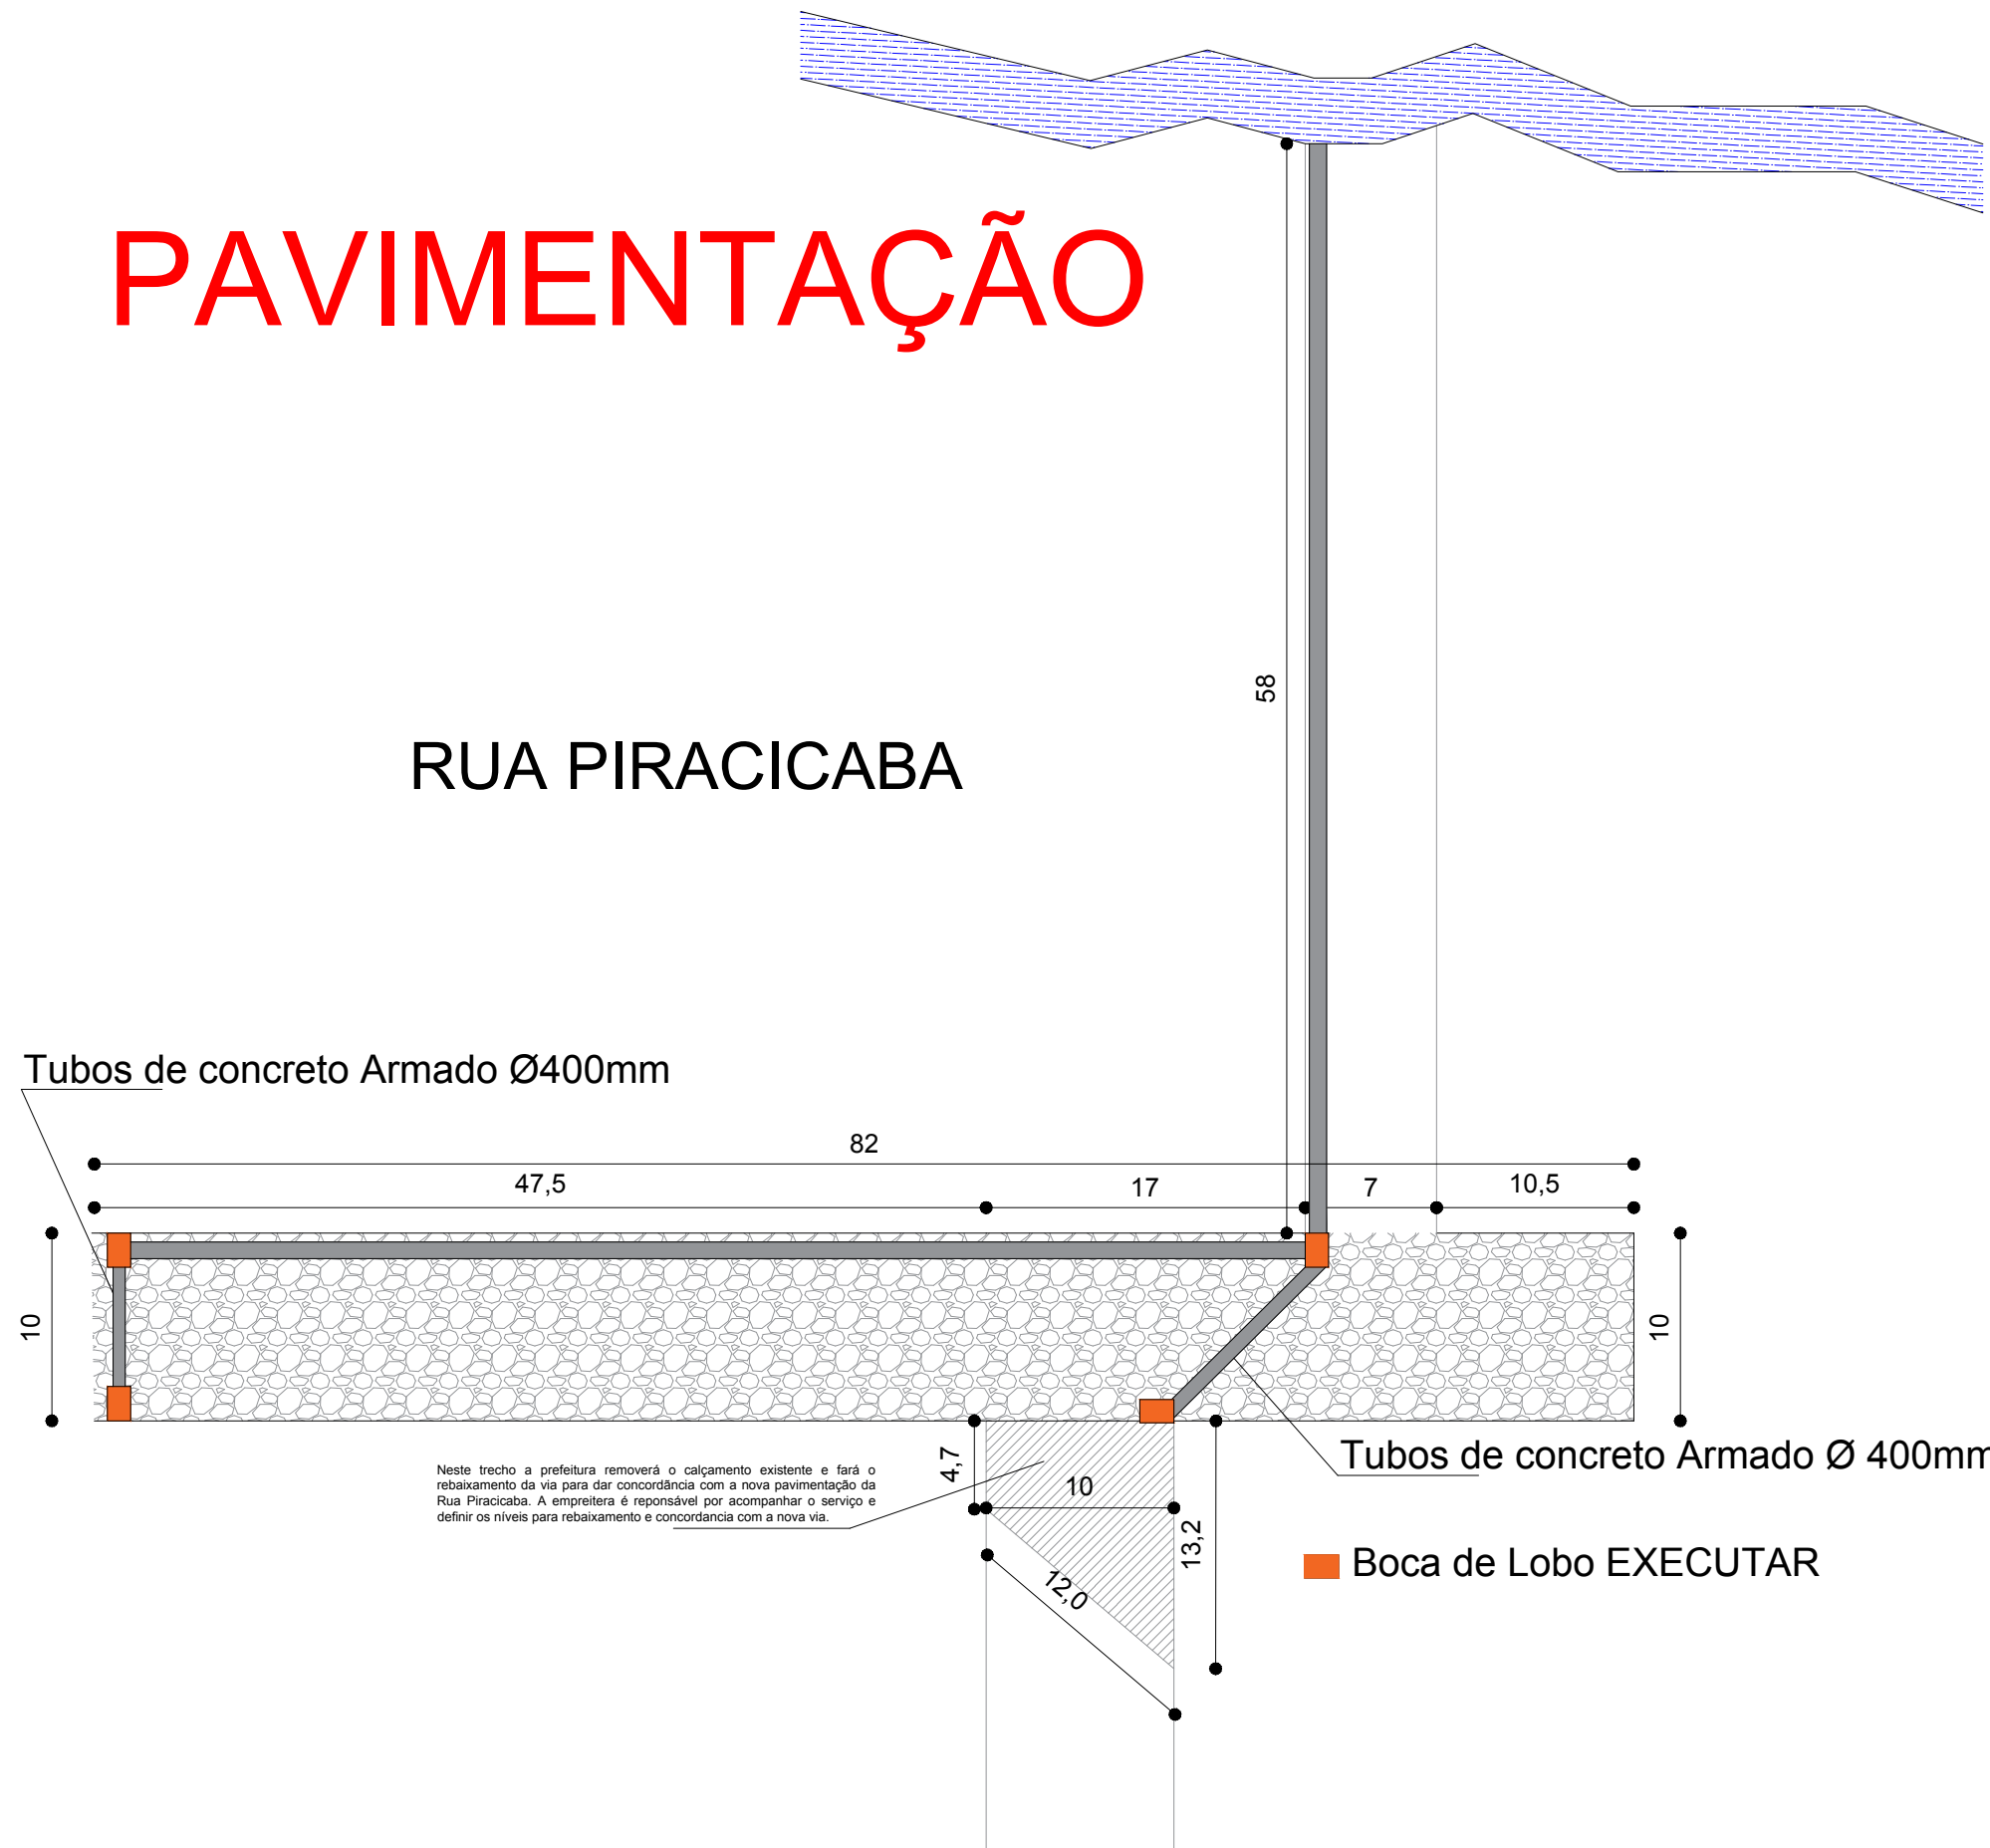 PAVIMENTAÇÃO
58
RUA PIRACICABA
Tubos de concreto Armado Ø400mm
82
47,5
17
7
10,5
10
10
Tubos de concreto Armado Ø 400mm
4,7
10
13,2
12,0
Neste trecho a prefeitura removerá o calçamento existente e fará o
rebaixamento da via para dar concordância com a nova pavimentação da
Rua Piracicaba. A empreitera é reponsável por acompanhar o serviço e
definir os níveis para rebaixamento e concordancia com a nova via.
Boca de Lobo EXECUTAR